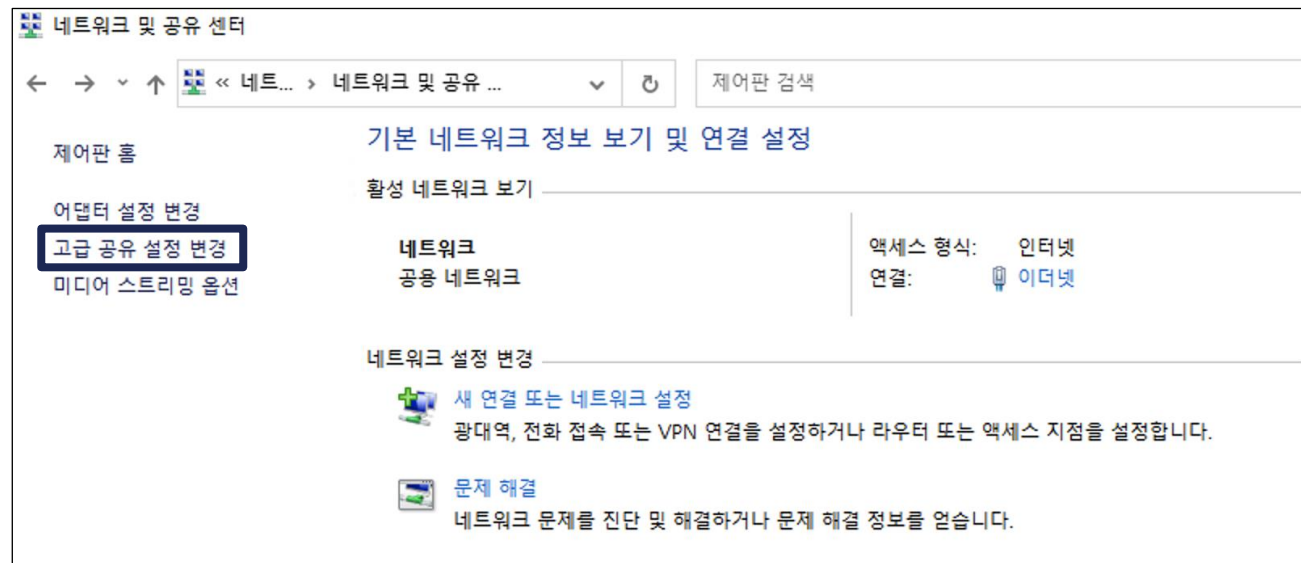 네트워크 및 공유 센터
« 네트... › 네트워크 및 공유 ...
제어판 검색
제어판 홈
어댑터 설정 변경
고급 공유 설정 변경
미디어 스트리밍 옵션
기본 네트워크 정보 보기 및 연결 설정
활성 네트워크 보기
네트워크
공용 네트워크
액세스 형식: 인터넷
연결: 이더넷
네트워크 설정 변경
새 연결 또는 네트워크 설정
광대역, 전화 접속 또는 VPN 연결을 설정하거나 라우터 또는 액세스 지점을 설정합니다.
문제 해결
네트워크 문제를 진단 및 해결하거나 문제 해결 정보를 얻습니다.